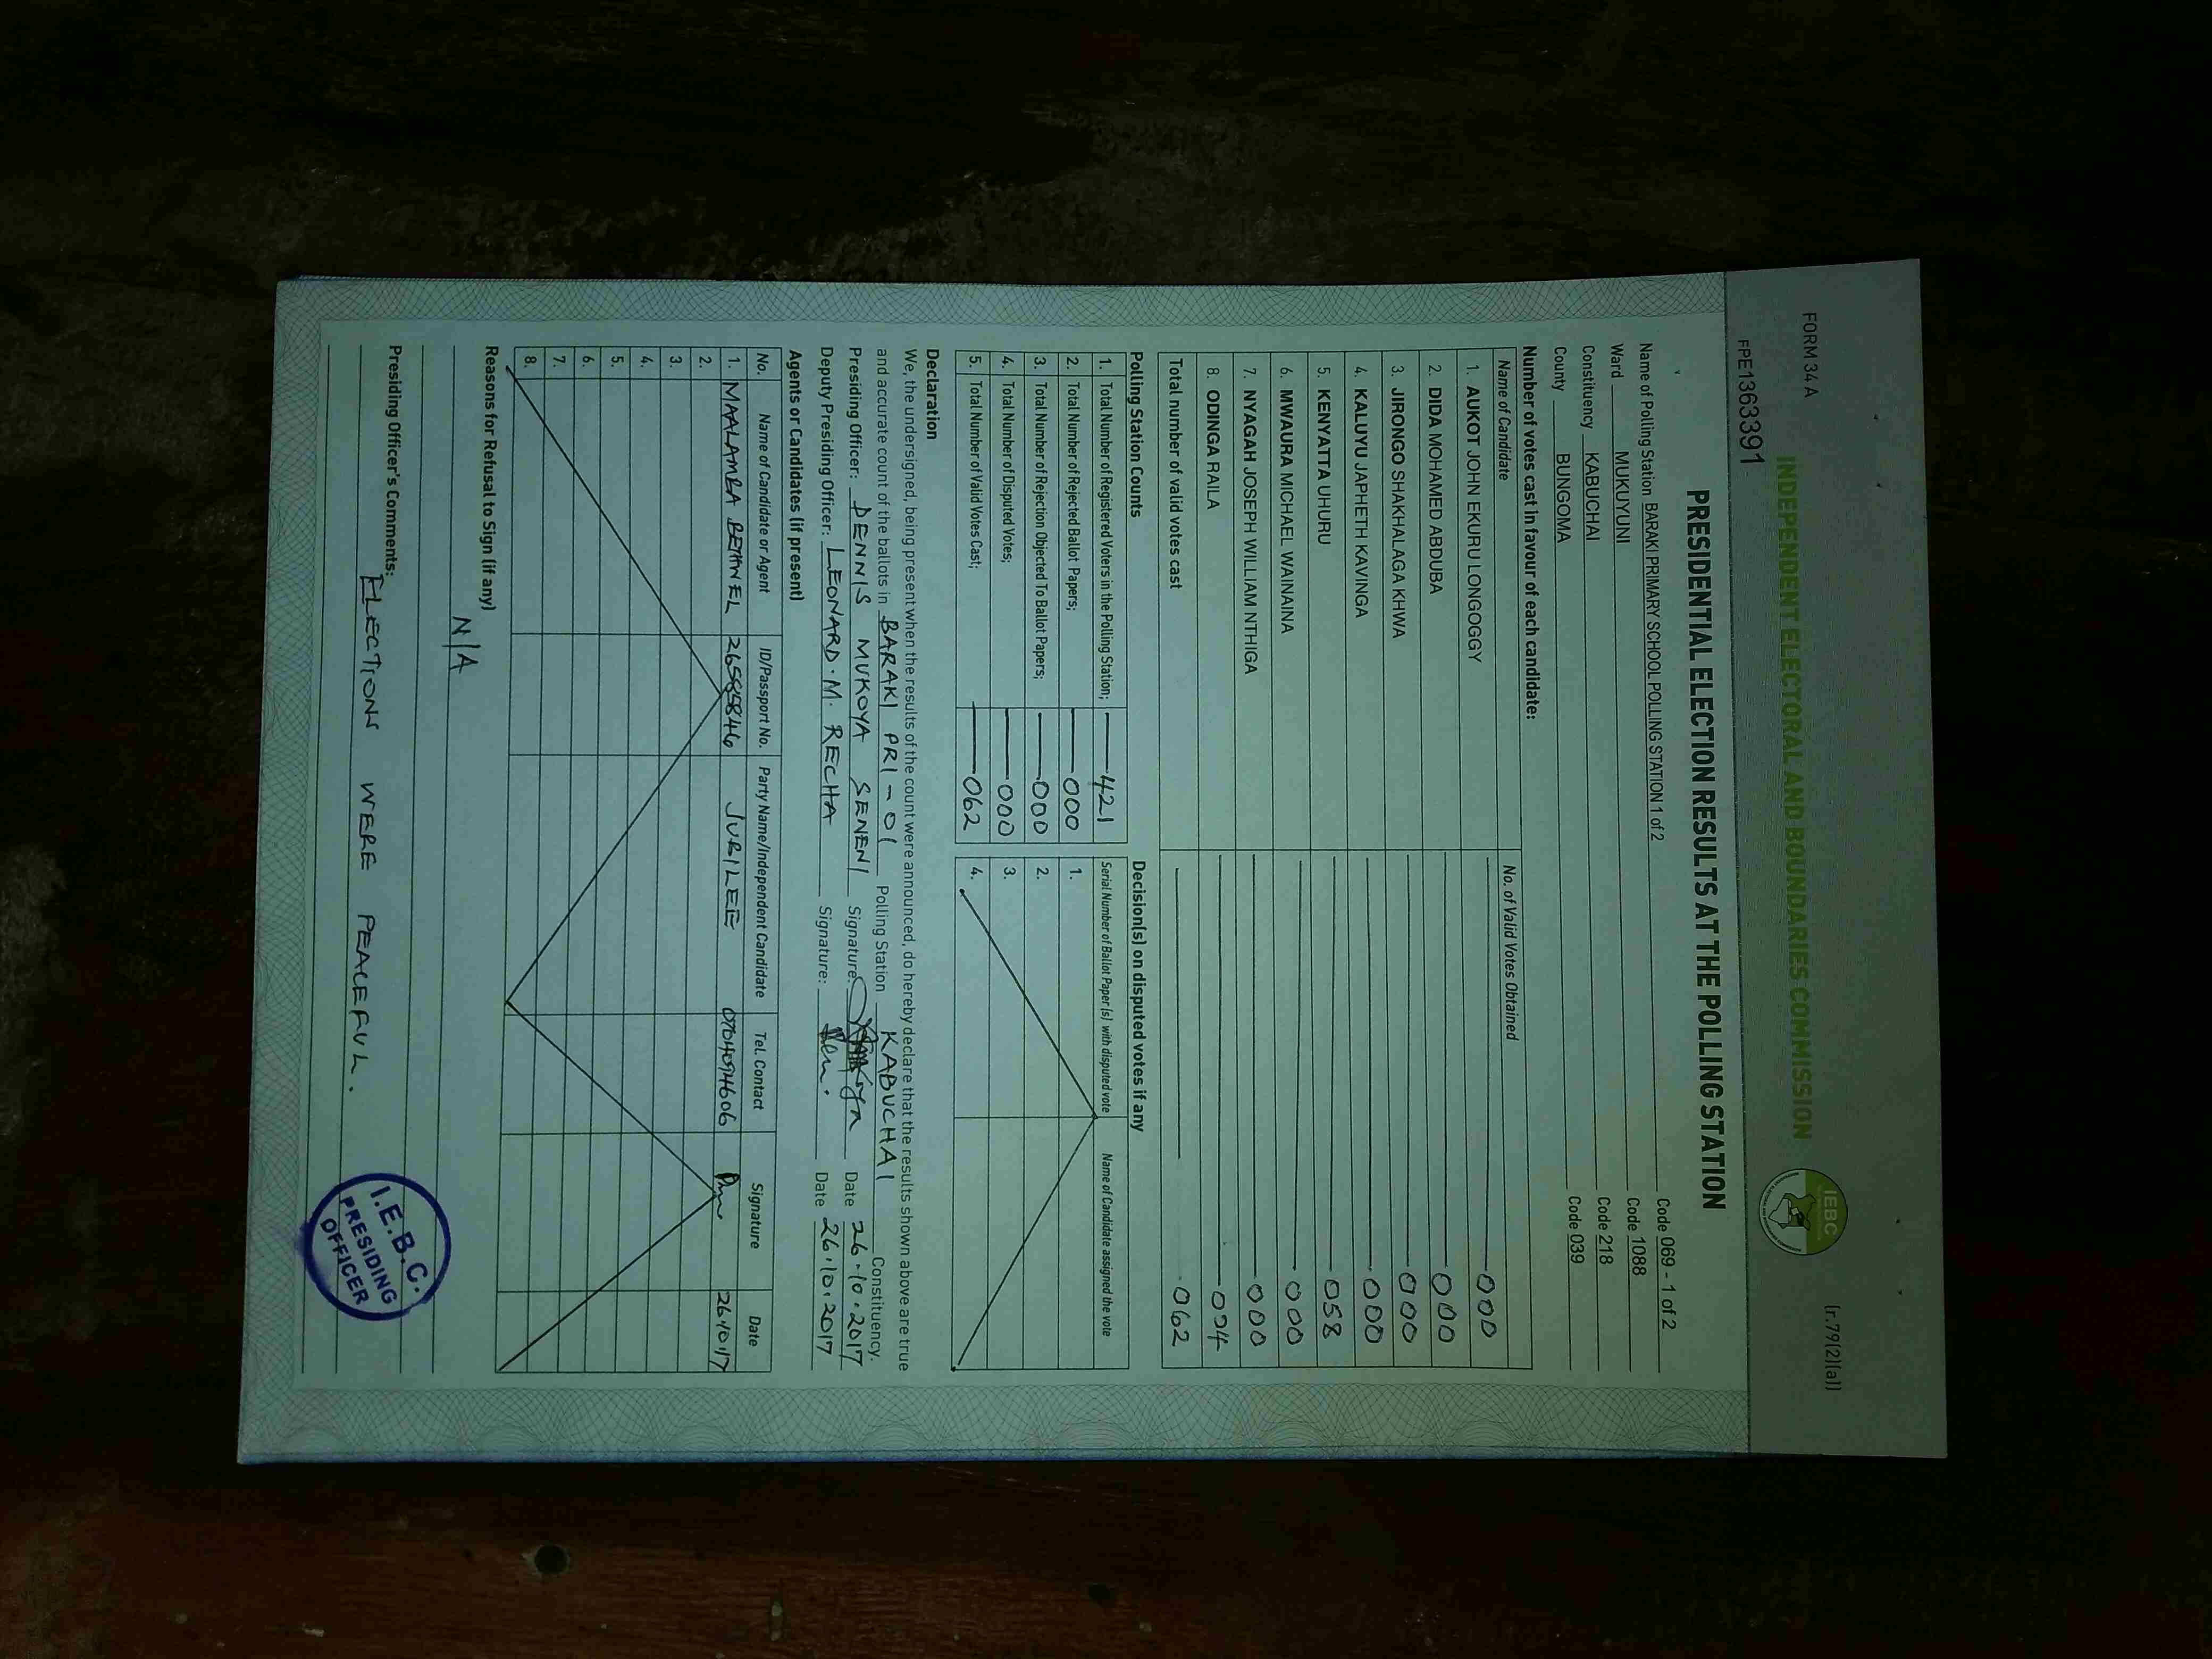 FORM 34 A
(r.79(2)(a))
INDEPENDENT ELECTORAL AND BOUNDARIES COMMISSION
IEBC
FPE1363391
PRESIDENTIAL ELECTION RESULTS AT THE POLLING STATION
Name of Polling Station BARAKI PRIMARY SCHOOL POLLING STATION 1 of 2 Code 069 - 1 of 2
Ward MUKUYUNI Code 1088
Constituency KABUCHAI Code 218
County BUNGOMA Code 039
Number of votes cast in favour of each candidate:
Name of Candidate No. of Valid Votes Obtained
1. AUKOT JOHN EKURU LONGOGGY 000
2. DIDA MOHAMED ABDUBA 000
3. JIRONGO SHAKHALAGA KHWA 000
4. KALUYU JAPHETH KAVINGA 000
5. KENYATTA UHURU 058
6. MWAURA MICHAEL WAINAINA 000
7. NYAGAH JOSEPH WILLIAM NTHIGA 000
8. ODINGA RAILA 004
Total number of valid votes cast 062
Polling Station Counts
1. Total Number of Registered Voters in the Polling Station; 421
2. Total Number of Rejected Ballot Papers; 000
3. Total Number of Rejection Objected To Ballot Papers; 000
4. Total Number of Disputed Votes; 000
5. Total Number of Valid Votes Cast; 062
Decision(s) on disputed votes if any
Serial Number of Ballot Paper (s) with disputed vote Name of Candidate assigned the vote
1.
2.
3.
4.
Declaration
We, the undersigned, being present when the results of the count were announced, do hereby declare that the results shown above are true
and accurate count of the ballots in BARAKI PRI - 01 Polling Station KABUCHAI Constituency.
Presiding Officer: DENNIS MUKOYA SENENI Signature: Date 26.10.2017
Deputy Presiding Officer: LEONARD. M. RECHA Signature: Date 26.10.2017
Agents or Candidates (if present)
No. Name of Candidate or Agent ID/Passport No. Party Name/Independent Candidate Tel. Contact Signature Date
1. JUBILEE 26.10.17
2.
3.
4.
5.
6.
7.
8.
Reasons for Refusal to Sign (if any)
N/A
Presiding Officer's Comments:
ELECTIONS WERE PEACEFUL.
I.E.B.C.
PRESIDING
OFFICER